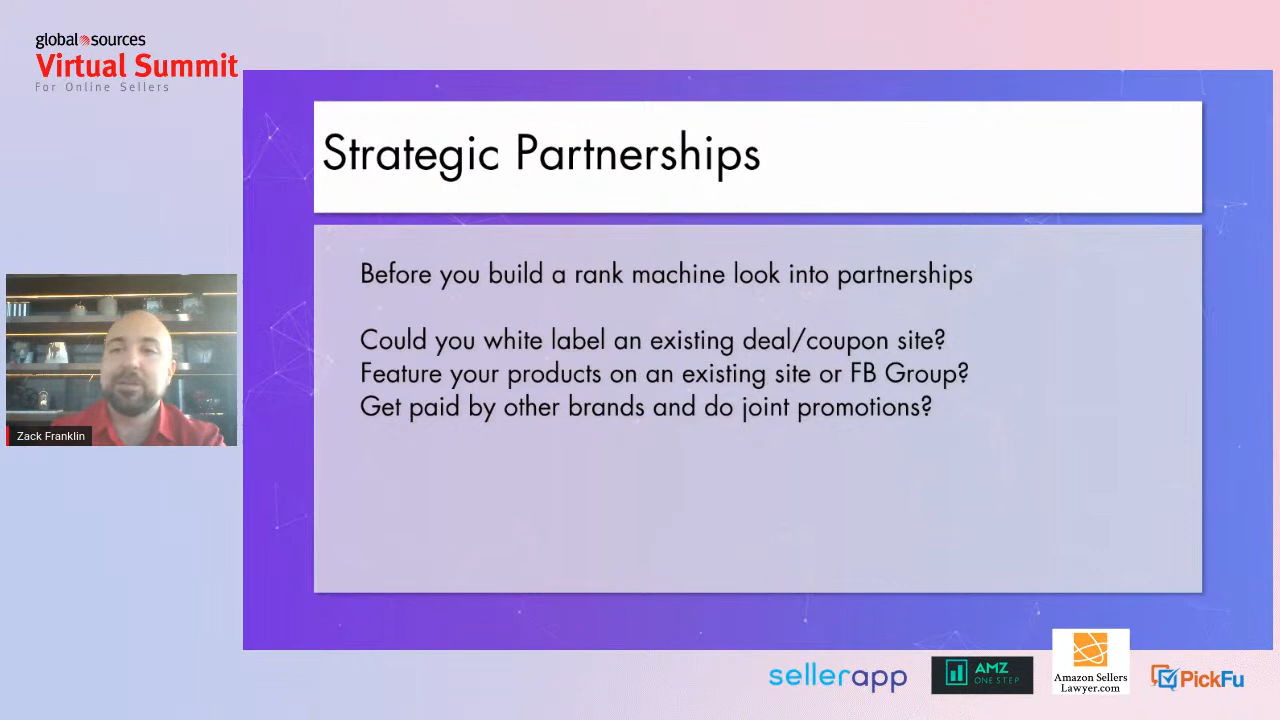 global sources
Virtual Summit
For Online Sellers
Strategic Partnerships
Before you build a rank machine look into partnerships
Could you white label an existing deal/coupon site?
Feature your products on an existing site or FB Group?
Get paid by other brands and do joint promotions?
Zack Franklin
sellerapp
AMZ
ONE STEP
Amazon Sellers
Lawyer.com
PickFu